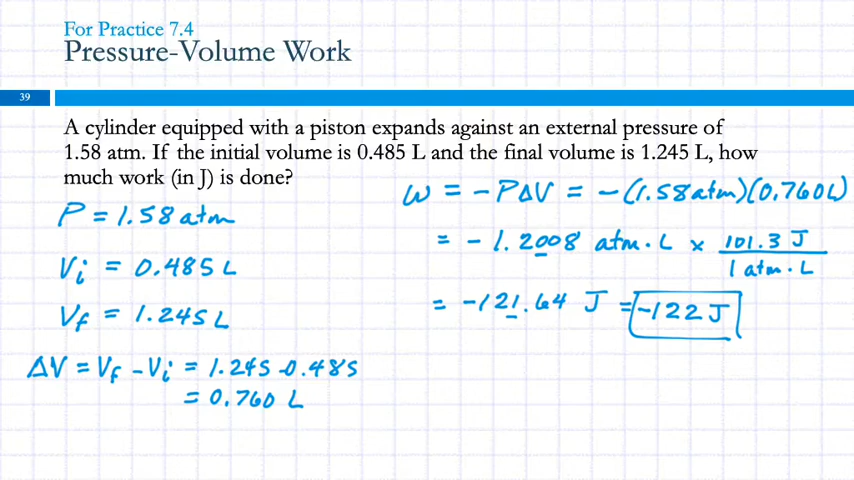 For Practice 7.4
Pressure-Volume Work
39
A cylinder equipped with a piston expands against an external pressure of
1.58 atm. If the initial volume is 0.485 L and the final volume is 1.245 L, how
much work (in J) is done?
P = 1.58 atm
Vi = 0.485 L
Vf = 1.245 L
ΔV = Vf - Vi = 1.245 - 0.485
= 0.760 L
w = - PΔV = - (1.58 atm)(0.760L)
= - 1.2008 atm · L × 101.3 J / 1 atm · L
= -121.64 J = -122 J